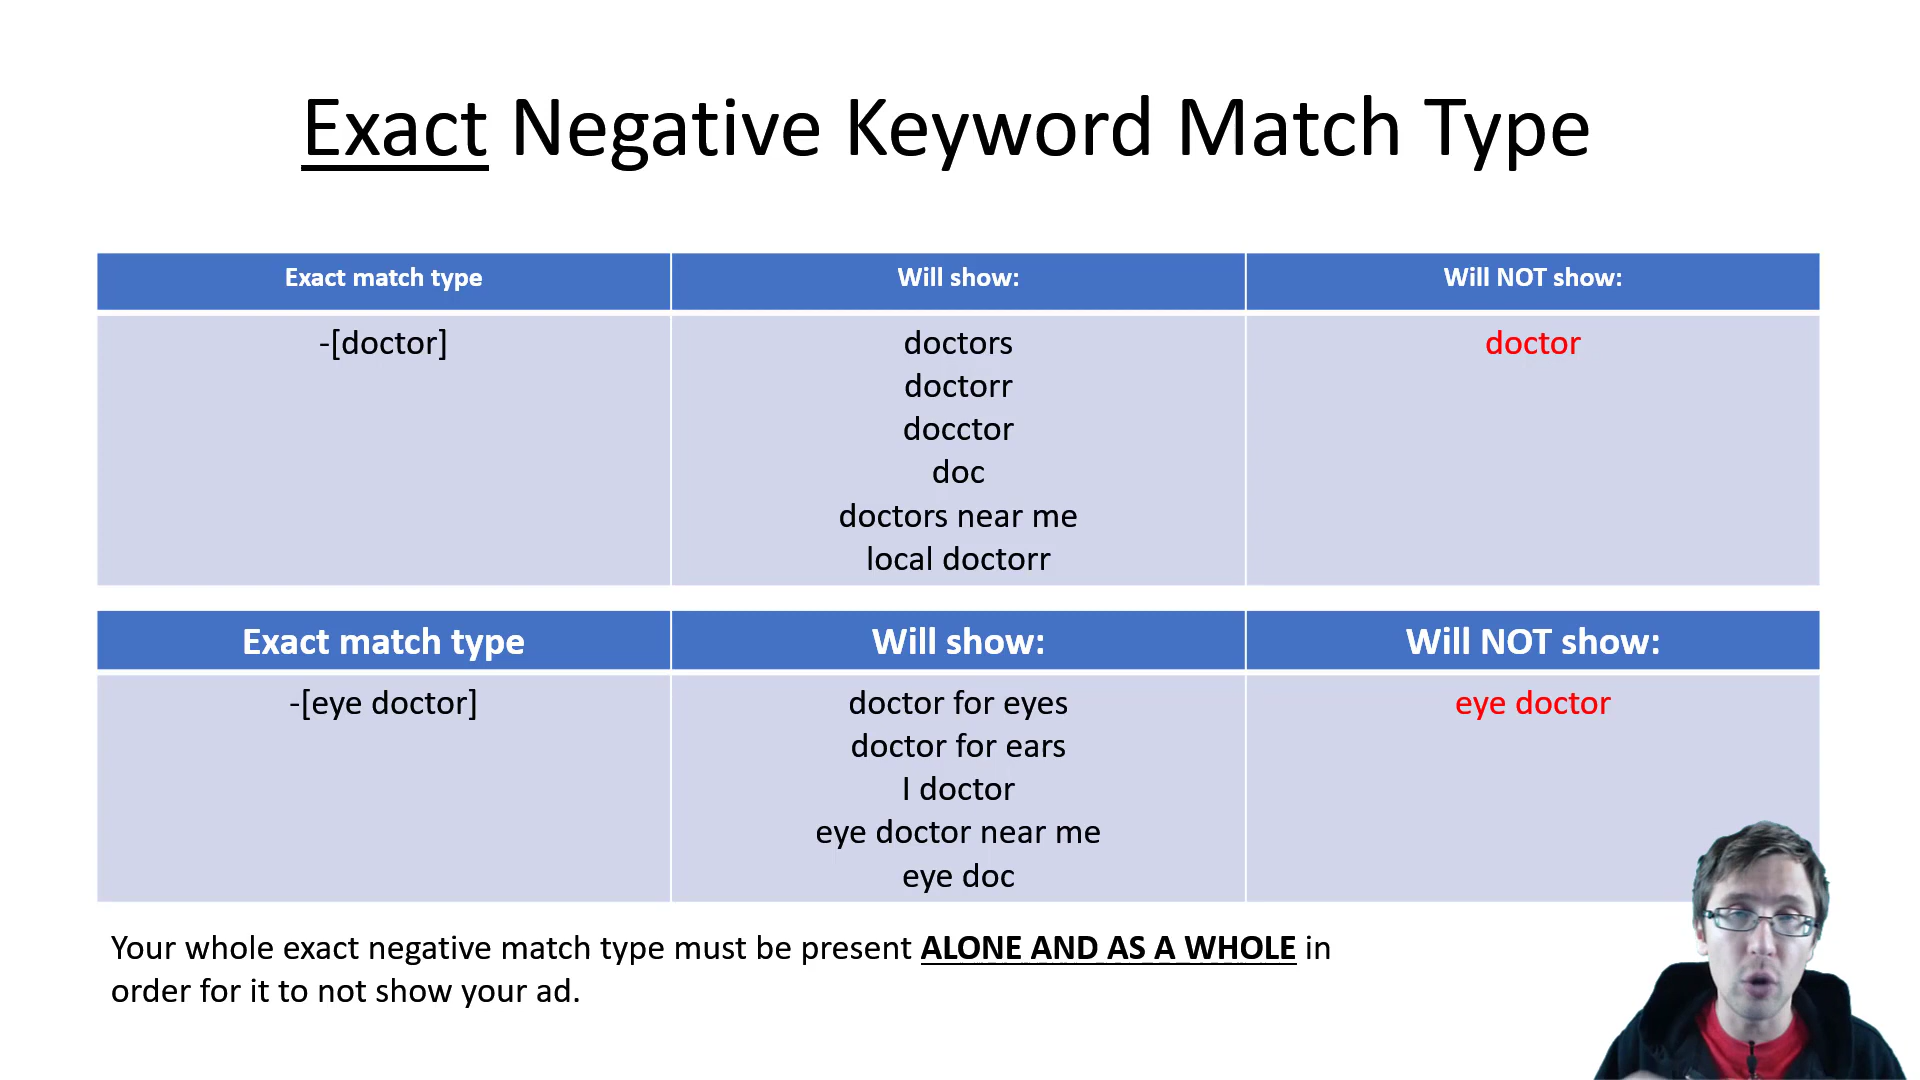 Exact Negative Keyword Match Type
Exact match type Will show: Will NOT show:
-[doctor] doctors doctor
doctorr
docctor
doc
doctors near me
local doctorr
Exact match type Will show: Will NOT show:
-[eye doctor] doctor for eyes eye doctor
doctor for ears
I doctor
eye doctor near me
eye doc
Your whole exact negative match type must be present ALONE AND AS A WHOLE in
order for it to not show your ad.